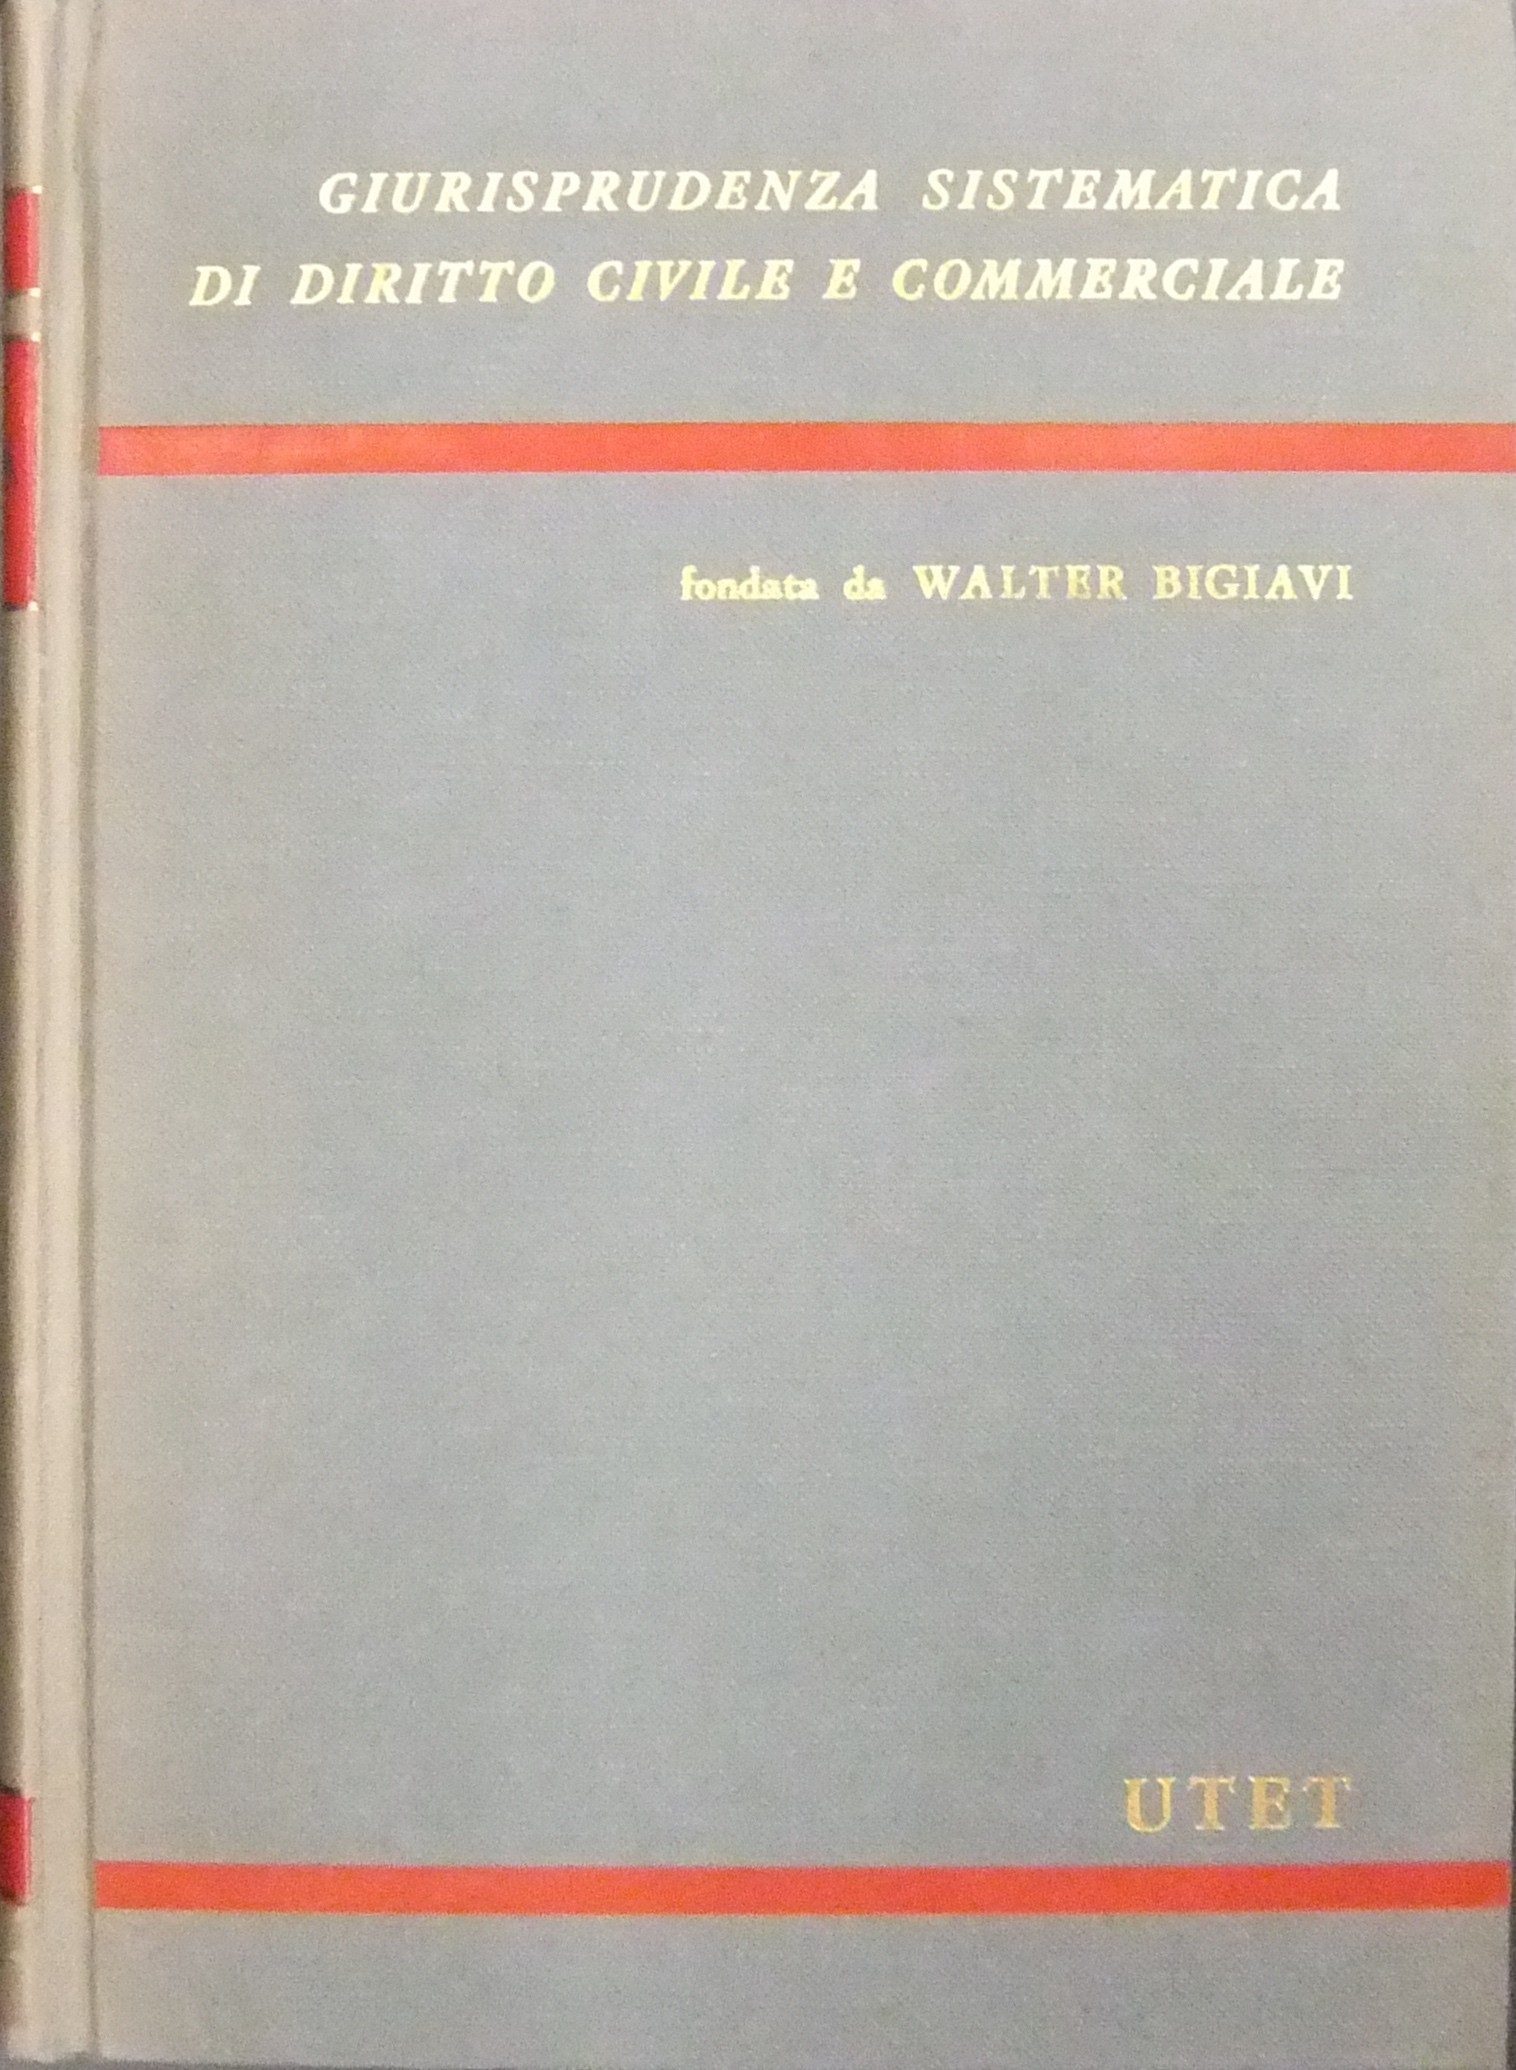 GIURISPRUDENZA SISTEMATICA
DI DIRITTO CIVILE E COMMERCIALE
fondata da WALTER BIGIAVI
UTET